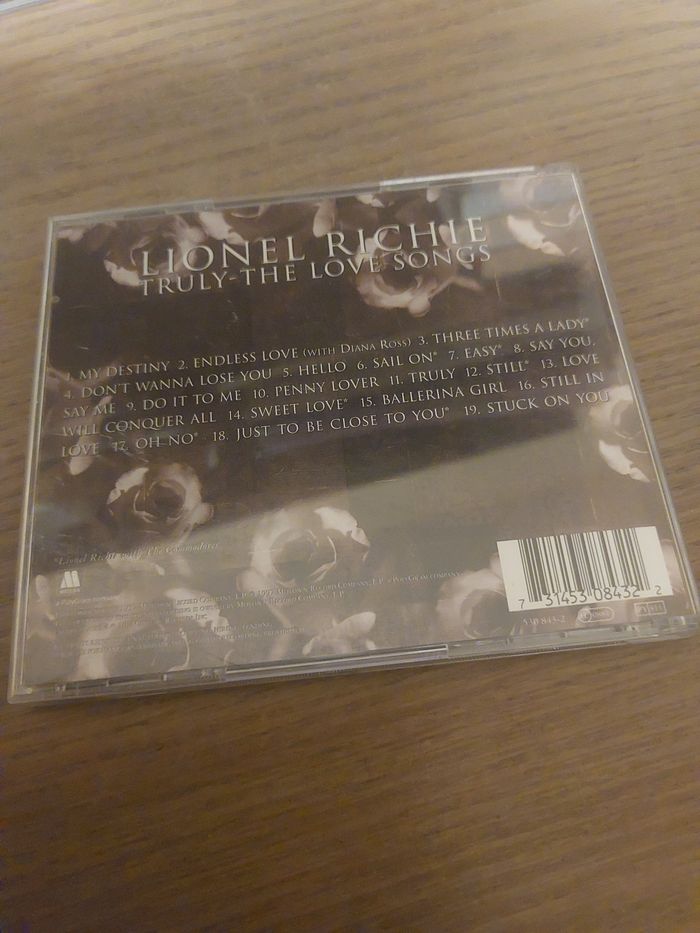 LIONEL RICHIE
TRULY-THE LOVE SONGS
1. MY DESTINY 2. ENDLESS LOVE (WITH DIANA ROSS) 3. THREE TIMES A LADY*
4. DON'T WANNA LOSE YOU 5. HELLO 6. SAIL ON* 7. EASY* 8. SAY YOU,
SAY ME 9. DO IT TO ME 10. PENNY LOVER 11. TRULY 12. STILL* 13. LOVE
WILL CONQUER ALL 14. SWEET LOVE* 15. BALLERINA GIRL 16. STILL IN
LOVE 17. OH NO* 18. JUST TO BE CLOSE TO YOU* 19. STUCK ON YOU
*Lionel Richie with The Commodores
7 31453 08432 2
530 843-2